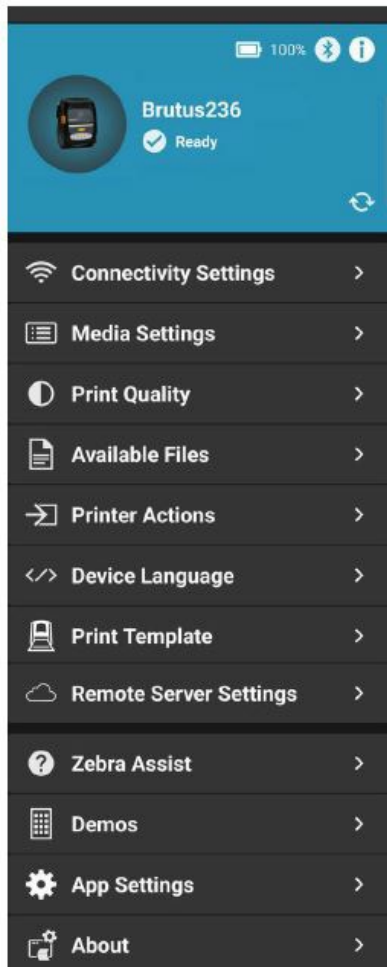 100%
Brutus236
Ready
Connectivity Settings
Media Settings
Print Quality
Available Files
Printer Actions
Device Language
Print Template
Remote Server Settings
Zebra Assist
Demos
App Settings
About